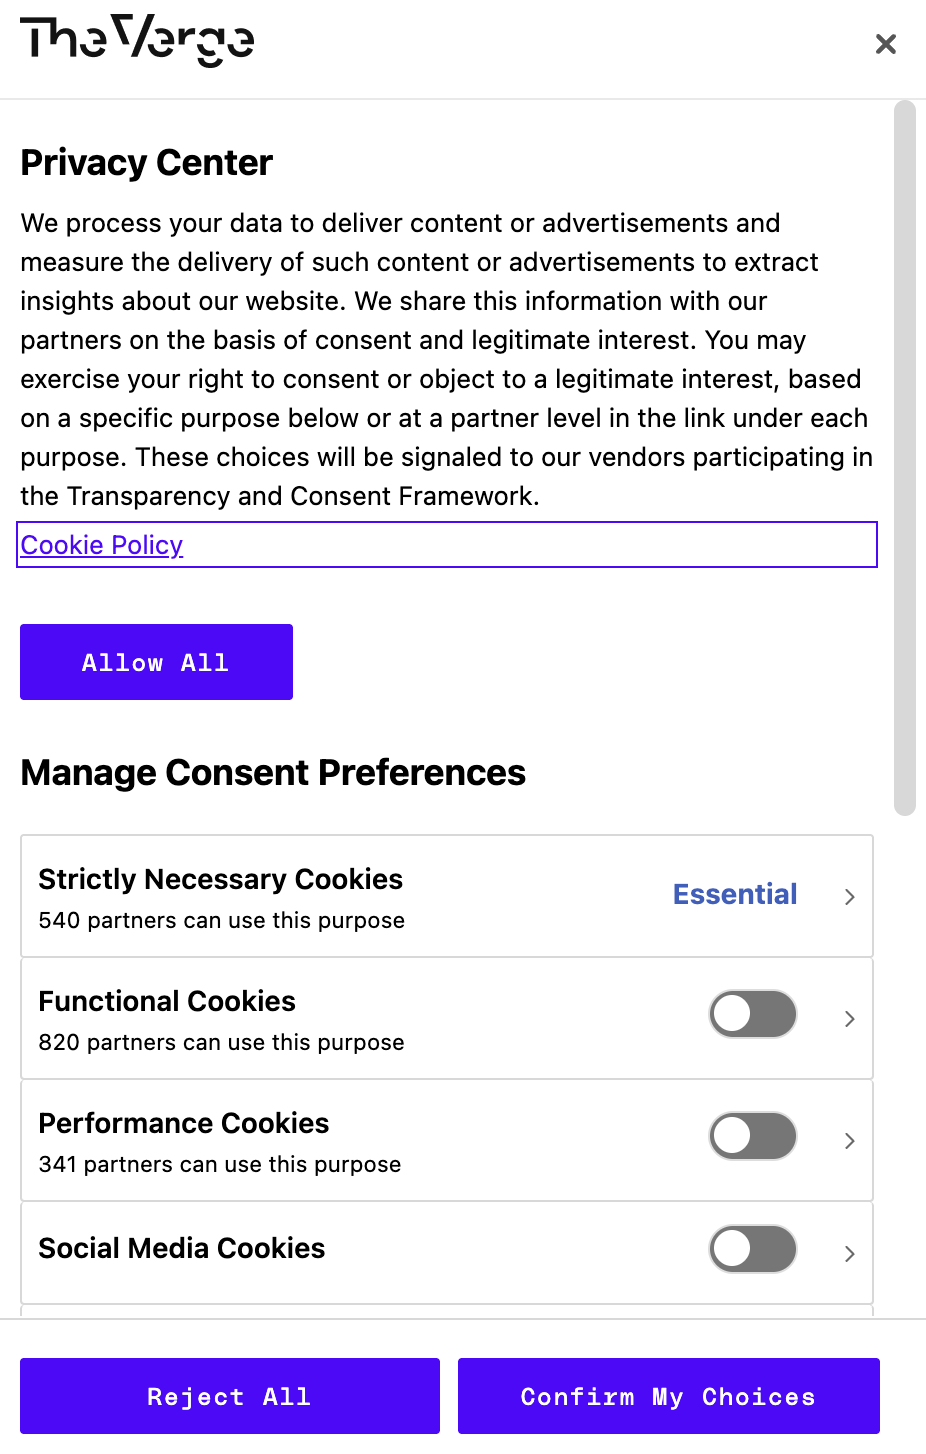 The Verge
Privacy Center
We process your data to deliver content or advertisements and
measure the delivery of such content or advertisements to extract
insights about our website. We share this information with our
partners on the basis of consent and legitimate interest. You may
exercise your right to consent or object to a legitimate interest, based
on a specific purpose below or at a partner level in the link under each
purpose. These choices will be signaled to our vendors participating in
the Transparency and Consent Framework.
Cookie Policy
Allow All
Manage Consent Preferences
Strictly Necessary Cookies
Essential
540 partners can use this purpose
Functional Cookies
820 partners can use this purpose
Performance Cookies
341 partners can use this purpose
Social Media Cookies
Reject All
Confirm My Choices